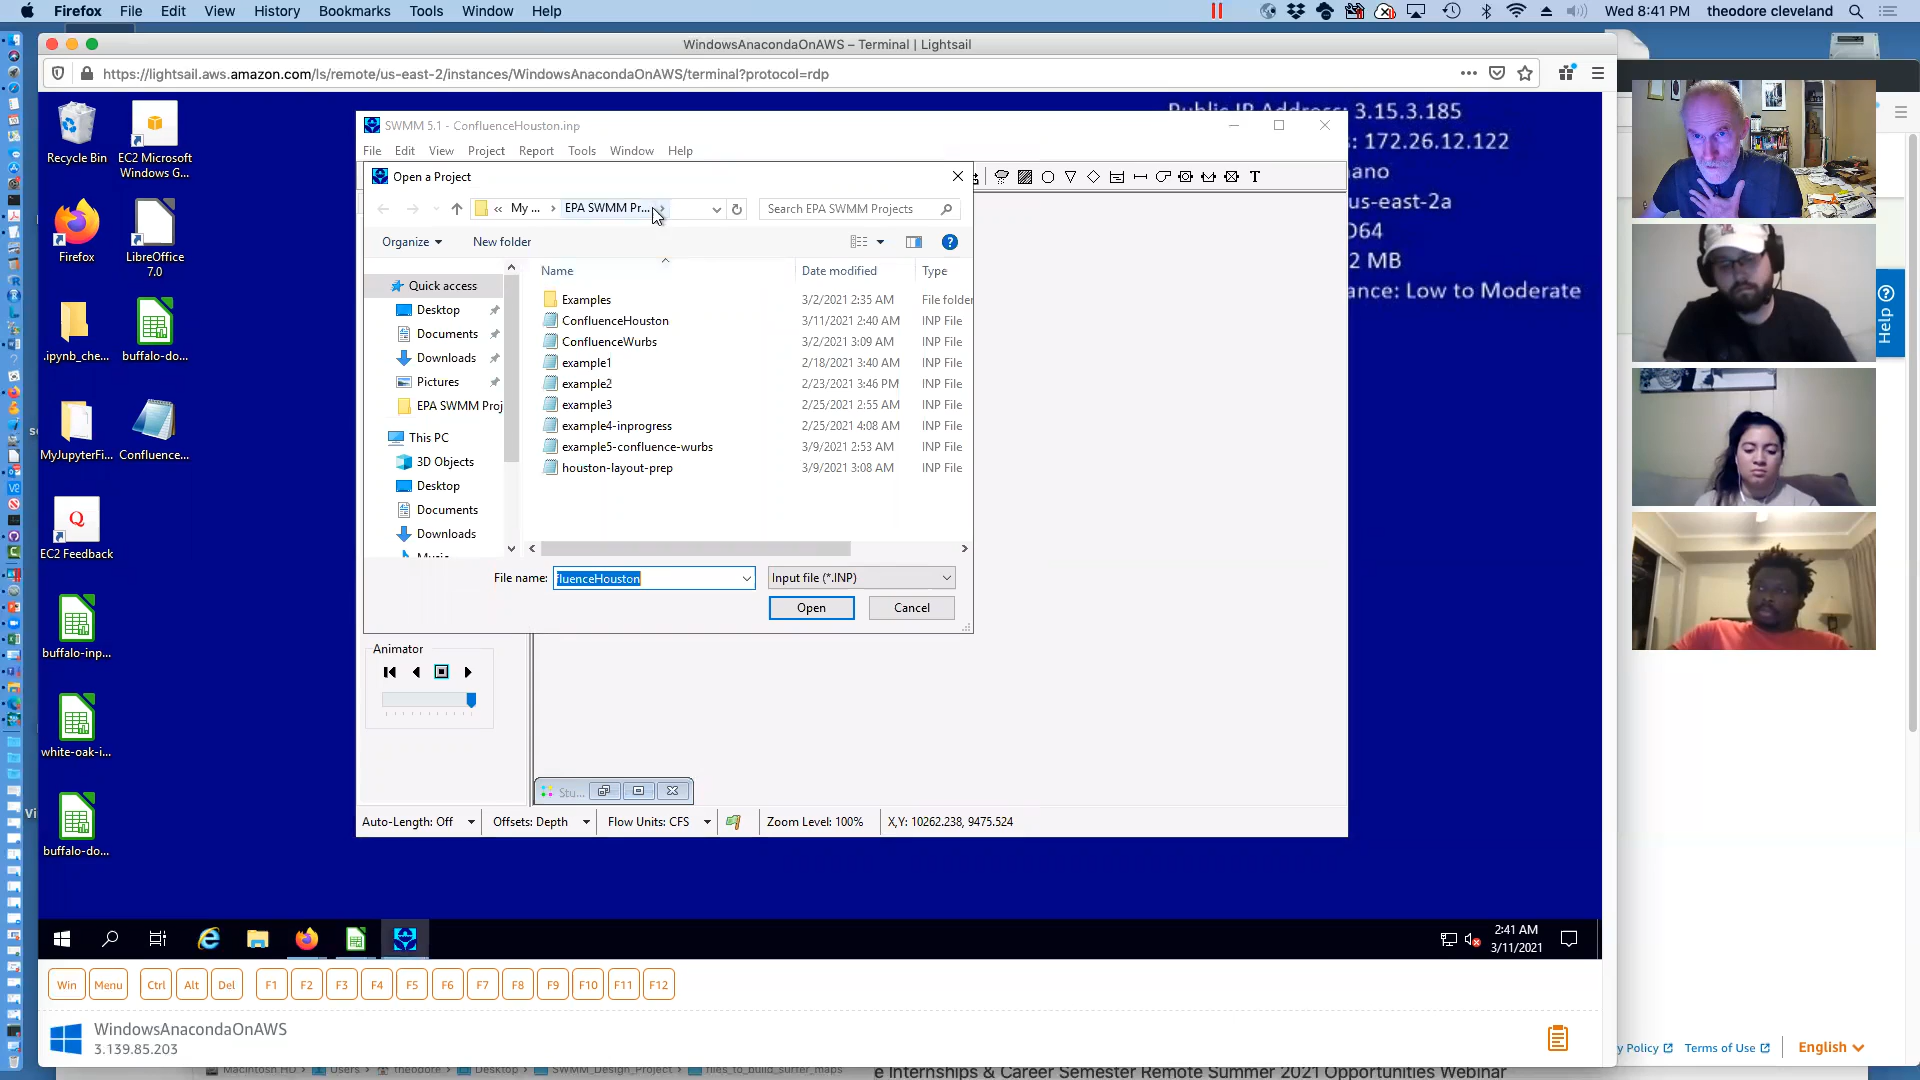 Firefox File Edit View History Bookmarks Tools Window Help Wed 8:41 PM theodore cleveland
WindowsAnacondaOnAWS – Terminal | Lightsail
https://lightsail.aws.amazon.com/ls/remote/us-east-2/instances/WindowsAnacondaOnAWS/terminal?protocol=rdp
Public IP Address: 3.15.3.185
s: 172.26.12.122
ano
us-east-2a
D64
2 MB
ance: Low to Moderate
Recycle Bin
EC2 Microsoft
Windows G...
Firefox
LibreOffice
7.0
.ipynb_che...
buffalo-do...
MyJupyterFi...
Confluence...
EC2 Feedback
buffalo-inp...
white-oak-i...
buffalo-do...
SWMM 5.1 - ConfluenceHouston.inp
File Edit View Project Report Tools Window Help
T
Open a Project
« My ... › EPA SWMM Pr... ›
Search EPA SWMM Projects
Organize
New folder
Name Date modified Type
Quick access
Desktop
Documents
Downloads
Pictures
EPA SWMM Proj
This PC
3D Objects
Desktop
Documents
Downloads
Music
Examples 3/2/2021 2:35 AM File folder
ConfluenceHouston 3/11/2021 2:40 AM INP File
ConfluenceWurbs 3/2/2021 3:09 AM INP File
example1 2/18/2021 3:40 AM INP File
example2 2/23/2021 3:46 PM INP File
example3 2/25/2021 2:55 AM INP File
example4-inprogress 2/25/2021 4:08 AM INP File
example5-confluence-wurbs 3/9/2021 2:53 AM INP File
houston-layout-prep 3/9/2021 3:08 AM INP File
File name: fluenceHouston
Input file (*.INP)
Open
Cancel
Animator
Stu...
Auto-Length: Off Offsets: Depth Flow Units: CFS Zoom Level: 100% X,Y: 10262.238, 9475.524
2:41 AM
3/11/2021
Win Menu Ctrl Alt Del F1 F2 F3 F4 F5 F6 F7 F8 F9 F10 F11 F12
WindowsAnacondaOnAWS
3.139.85.203
Help
y Policy Terms of Use English
Macintosh HD › Users › theodore › Desktop › SWMM_Design_Project › files_to_build_surfer_maps
e Internships & Career Semester Remote Summer 2021 Opportunities Webinar